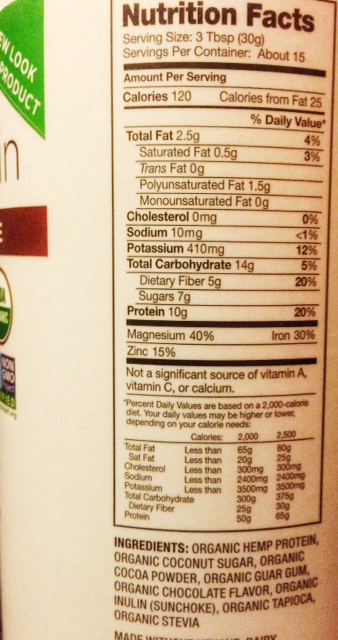 EW LOOK
PRODUCT
n
Nutrition Facts
Serving Size: 3 Tbsp (30g)
Servings Per Container: About 15
Amount Per Serving
Calories 120 Calories from Fat 25
% Daily Value*
Total Fat 2.5g 4%
Saturated Fat 0.5g 3%
Trans Fat 0g
Polyunsaturated Fat 1.5g
Monounsaturated Fat 0g
Cholesterol 0mg 0%
Sodium 10mg <1%
Potassium 410mg 12%
Total Carbohydrate 14g 5%
Dietary Fiber 5g 20%
Sugars 7g
Protein 10g 20%
Magnesium 40% Iron 30%
Zinc 15%
Not a significant source of vitamin A,
vitamin C, or calcium.
*Percent Daily Values are based on a 2,000-calorie
diet. Your daily values may be higher or lower,
depending on your calorie needs:
Calories: 2,000 2,500
Total Fat Less than 65g 80g
Sat Fat Less than 20g 25g
Cholesterol Less than 300mg 300mg
Sodium Less than 2400mg 2400mg
Potassium Less than 3500mg 3500mg
Total Carbohydrate 300g 375g
Dietary Fiber 25g 30g
Protein 50g 65g
INGREDIENTS: ORGANIC HEMP PROTEIN,
ORGANIC COCONUT SUGAR, ORGANIC
COCOA POWDER, ORGANIC GUAR GUM,
ORGANIC CHOCOLATE FLAVOR, ORGANIC
INULIN (SUNCHOKE), ORGANIC TAPIOCA,
ORGANIC STEVIA
MADE WITHOUT DAIRY